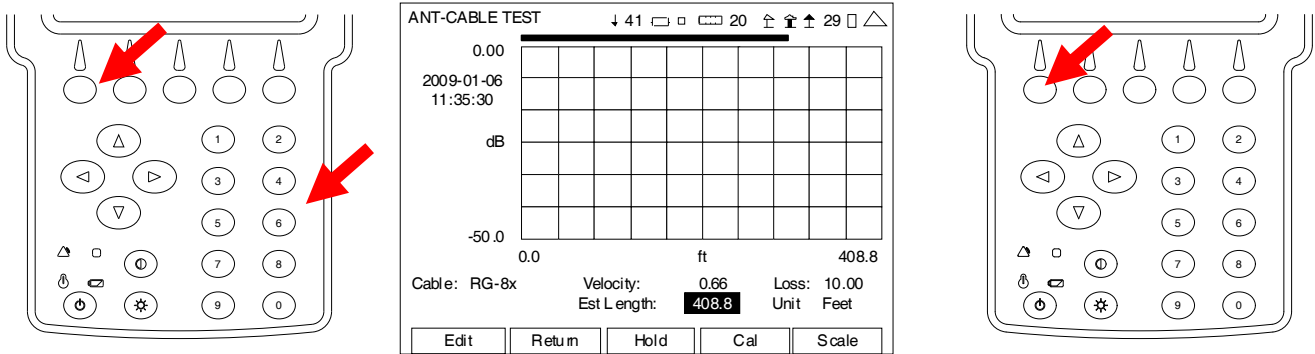 1 2
3 4
5 6
7 8
9 0
ANT-CABLE TEST 41 20 29
0.00
2009-01-06
11:35:30
dB
-50.0
0.0 ft 408.8
Cable: RG-8x Velocity: 0.66 Loss: 10.00
Est Length: 408.8 Unit Feet
Edit Return Hold Cal Scale
1 2
3 4
5 6
7 8
9 0